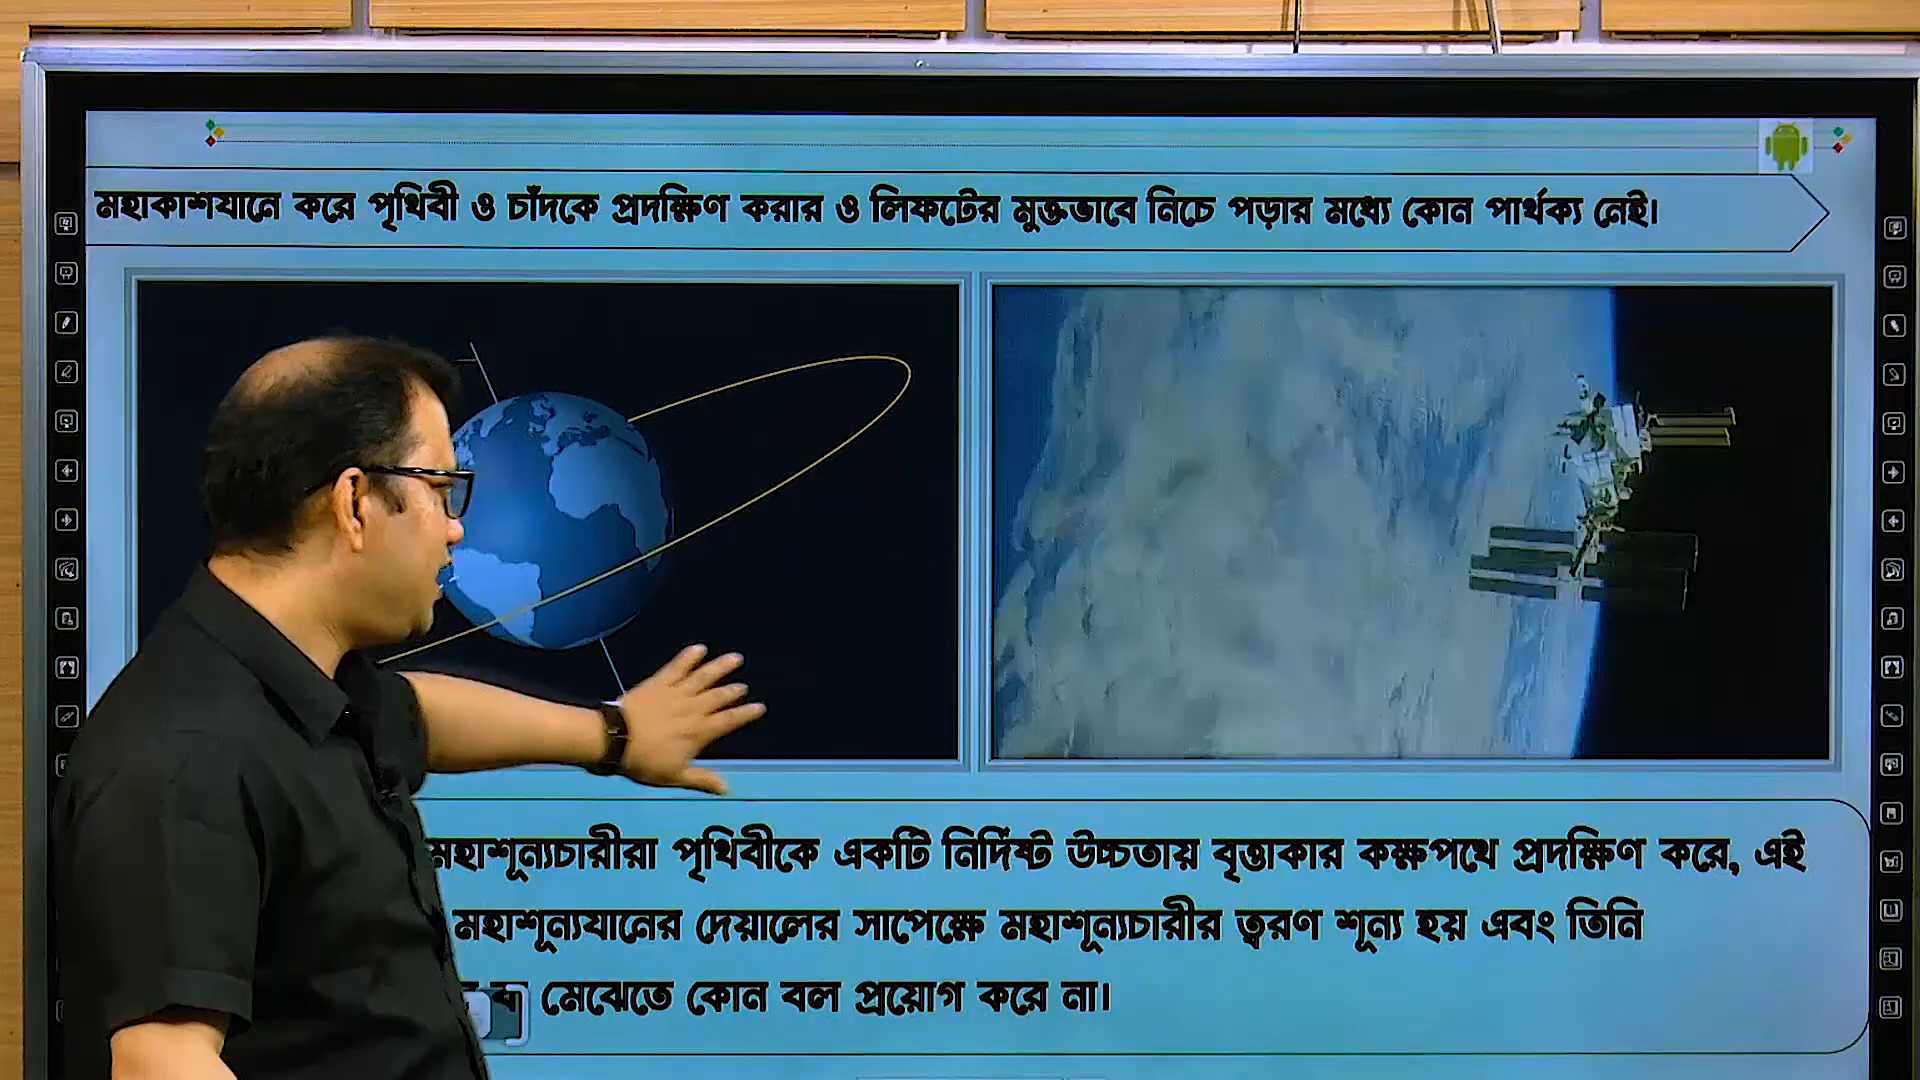 মহাকাশযানে করে পৃথিবী ও চাঁদকে প্রদক্ষিণ করার ও লিফটের মুক্তভাবে নিচে পড়ার মধ্যে কোন পার্থক্য নেই।
মহাশূন্যচারীরা পৃথিবীকে একটি নির্দিষ্ট উচ্চতায় বৃত্তাকার কক্ষপথে প্রদক্ষিণ করে, এই
মহাশূন্যযানের দেয়ালের সাপেক্ষে মহাশূন্যচারীর ত্বরণ শূন্য হয় এবং তিনি
মেঝেতে কোন বল প্রয়োগ করে না।